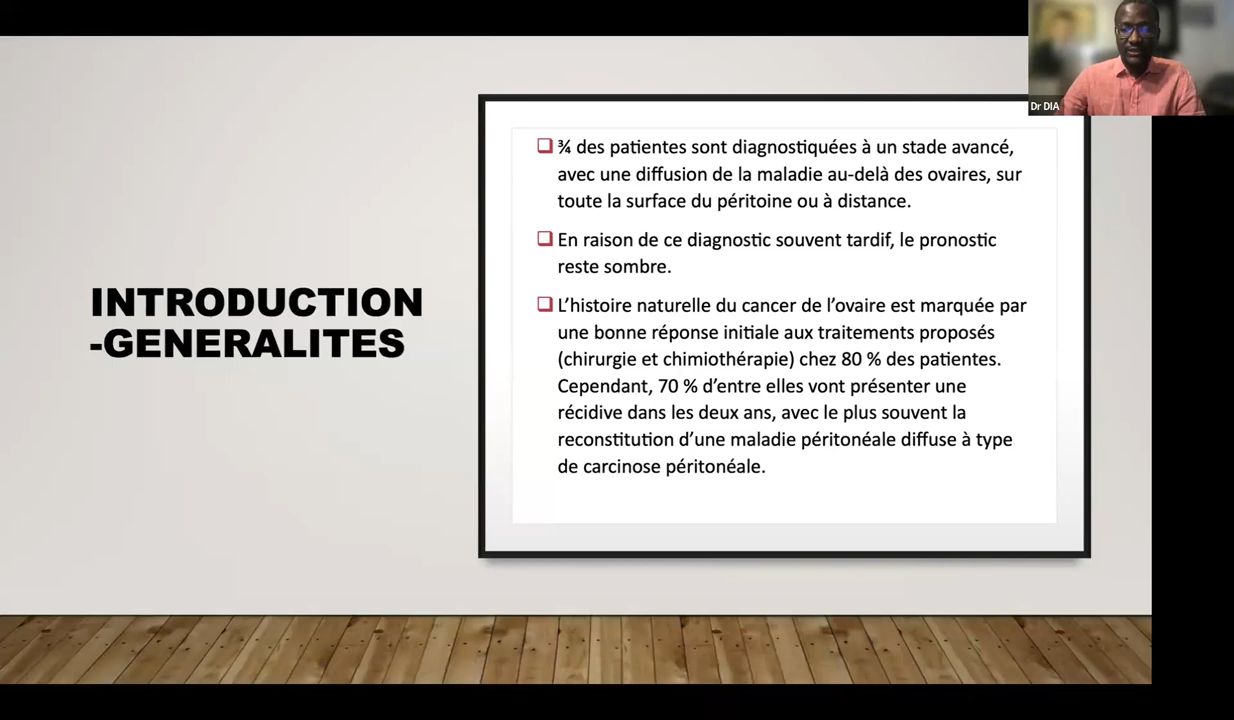 INTRODUCTION
-GENERALITES
❑ ¾ des patientes sont diagnostiquées à un stade avancé,
avec une diffusion de la maladie au-delà des ovaires, sur
toute la surface du péritoine ou à distance.
❑ En raison de ce diagnostic souvent tardif, le pronostic
reste sombre.
❑ L’histoire naturelle du cancer de l’ovaire est marquée par
une bonne réponse initiale aux traitements proposés
(chirurgie et chimiothérapie) chez 80 % des patientes.
Cependant, 70 % d’entre elles vont présenter une
récidive dans les deux ans, avec le plus souvent la
reconstitution d’une maladie péritonéale diffuse à type
de carcinose péritonéale.
Dr DIA